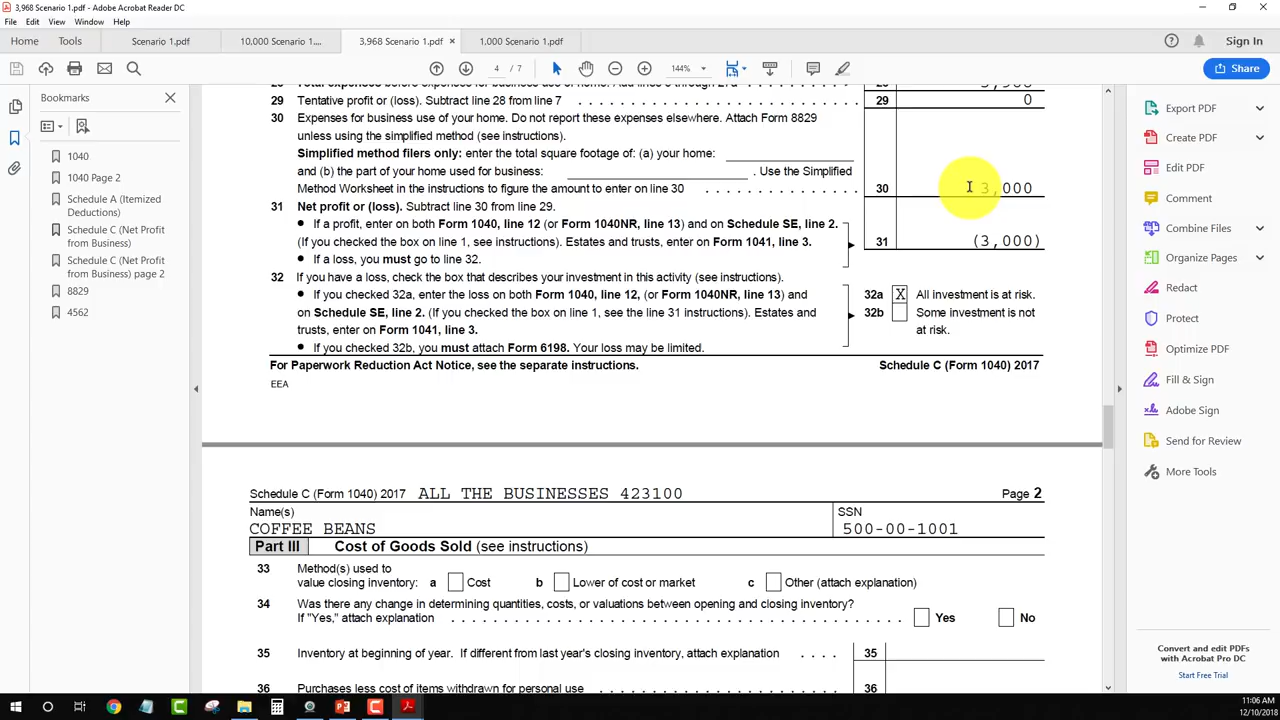 3,968 Scenario 1.pdf - Adobe Acrobat Reader DC
File Edit View Window Help
Home Tools Scenario 1.pdf 10,000 Scenario 1.... 3,968 Scenario 1.pdf × 1,000 Scenario 1.pdf Sign In
4 / 7 144% Share
Bookmarks
1040
1040 Page 2
Schedule A (Itemized
Deductions)
Schedule C (Net Profit
from Business)
Schedule C (Net Profit
from Business) page 2
8829
4562
28 Total expenses before expenses for business use of home. Add lines 8 through 27a 28 3,968
29 Tentative profit or (loss). Subtract line 28 from line 7 29 0
30 Expenses for business use of your home. Do not report these expenses elsewhere. Attach Form 8829
unless using the simplified method (see instructions).
Simplified method filers only: enter the total square footage of: (a) your home:
and (b) the part of your home used for business: . Use the Simplified
Method Worksheet in the instructions to figure the amount to enter on line 30 30 3,000
31 Net profit or (loss). Subtract line 30 from line 29.
● If a profit, enter on both Form 1040, line 12 (or Form 1040NR, line 13) and on Schedule SE, line 2.
(If you checked the box on line 1, see instructions). Estates and trusts, enter on Form 1041, line 3. 31 (3,000)
● If a loss, you must go to line 32.
32 If you have a loss, check the box that describes your investment in this activity (see instructions).
● If you checked 32a, enter the loss on both Form 1040, line 12, (or Form 1040NR, line 13) and 32a X All investment is at risk.
on Schedule SE, line 2. (If you checked the box on line 1, see the line 31 instructions). Estates and 32b Some investment is not
trusts, enter on Form 1041, line 3. at risk.
● If you checked 32b, you must attach Form 6198. Your loss may be limited.
For Paperwork Reduction Act Notice, see the separate instructions. Schedule C (Form 1040) 2017
EEA
Schedule C (Form 1040) 2017 ALL THE BUSINESSES 423100 Page 2
Name(s) SSN
COFFEE BEANS 500-00-1001
Part III Cost of Goods Sold (see instructions)
33 Method(s) used to
value closing inventory: a Cost b Lower of cost or market c Other (attach explanation)
34 Was there any change in determining quantities, costs, or valuations between opening and closing inventory?
If "Yes," attach explanation Yes No
35 Inventory at beginning of year. If different from last year's closing inventory, attach explanation 35
36 Purchases less cost of items withdrawn for personal use 36
Export PDF
Create PDF
Edit PDF
Comment
Combine Files
Organize Pages
Redact
Protect
Optimize PDF
Fill & Sign
Adobe Sign
Send for Review
More Tools
Convert and edit PDFs
with Acrobat Pro DC
Start Free Trial
11:06 AM
12/10/2018